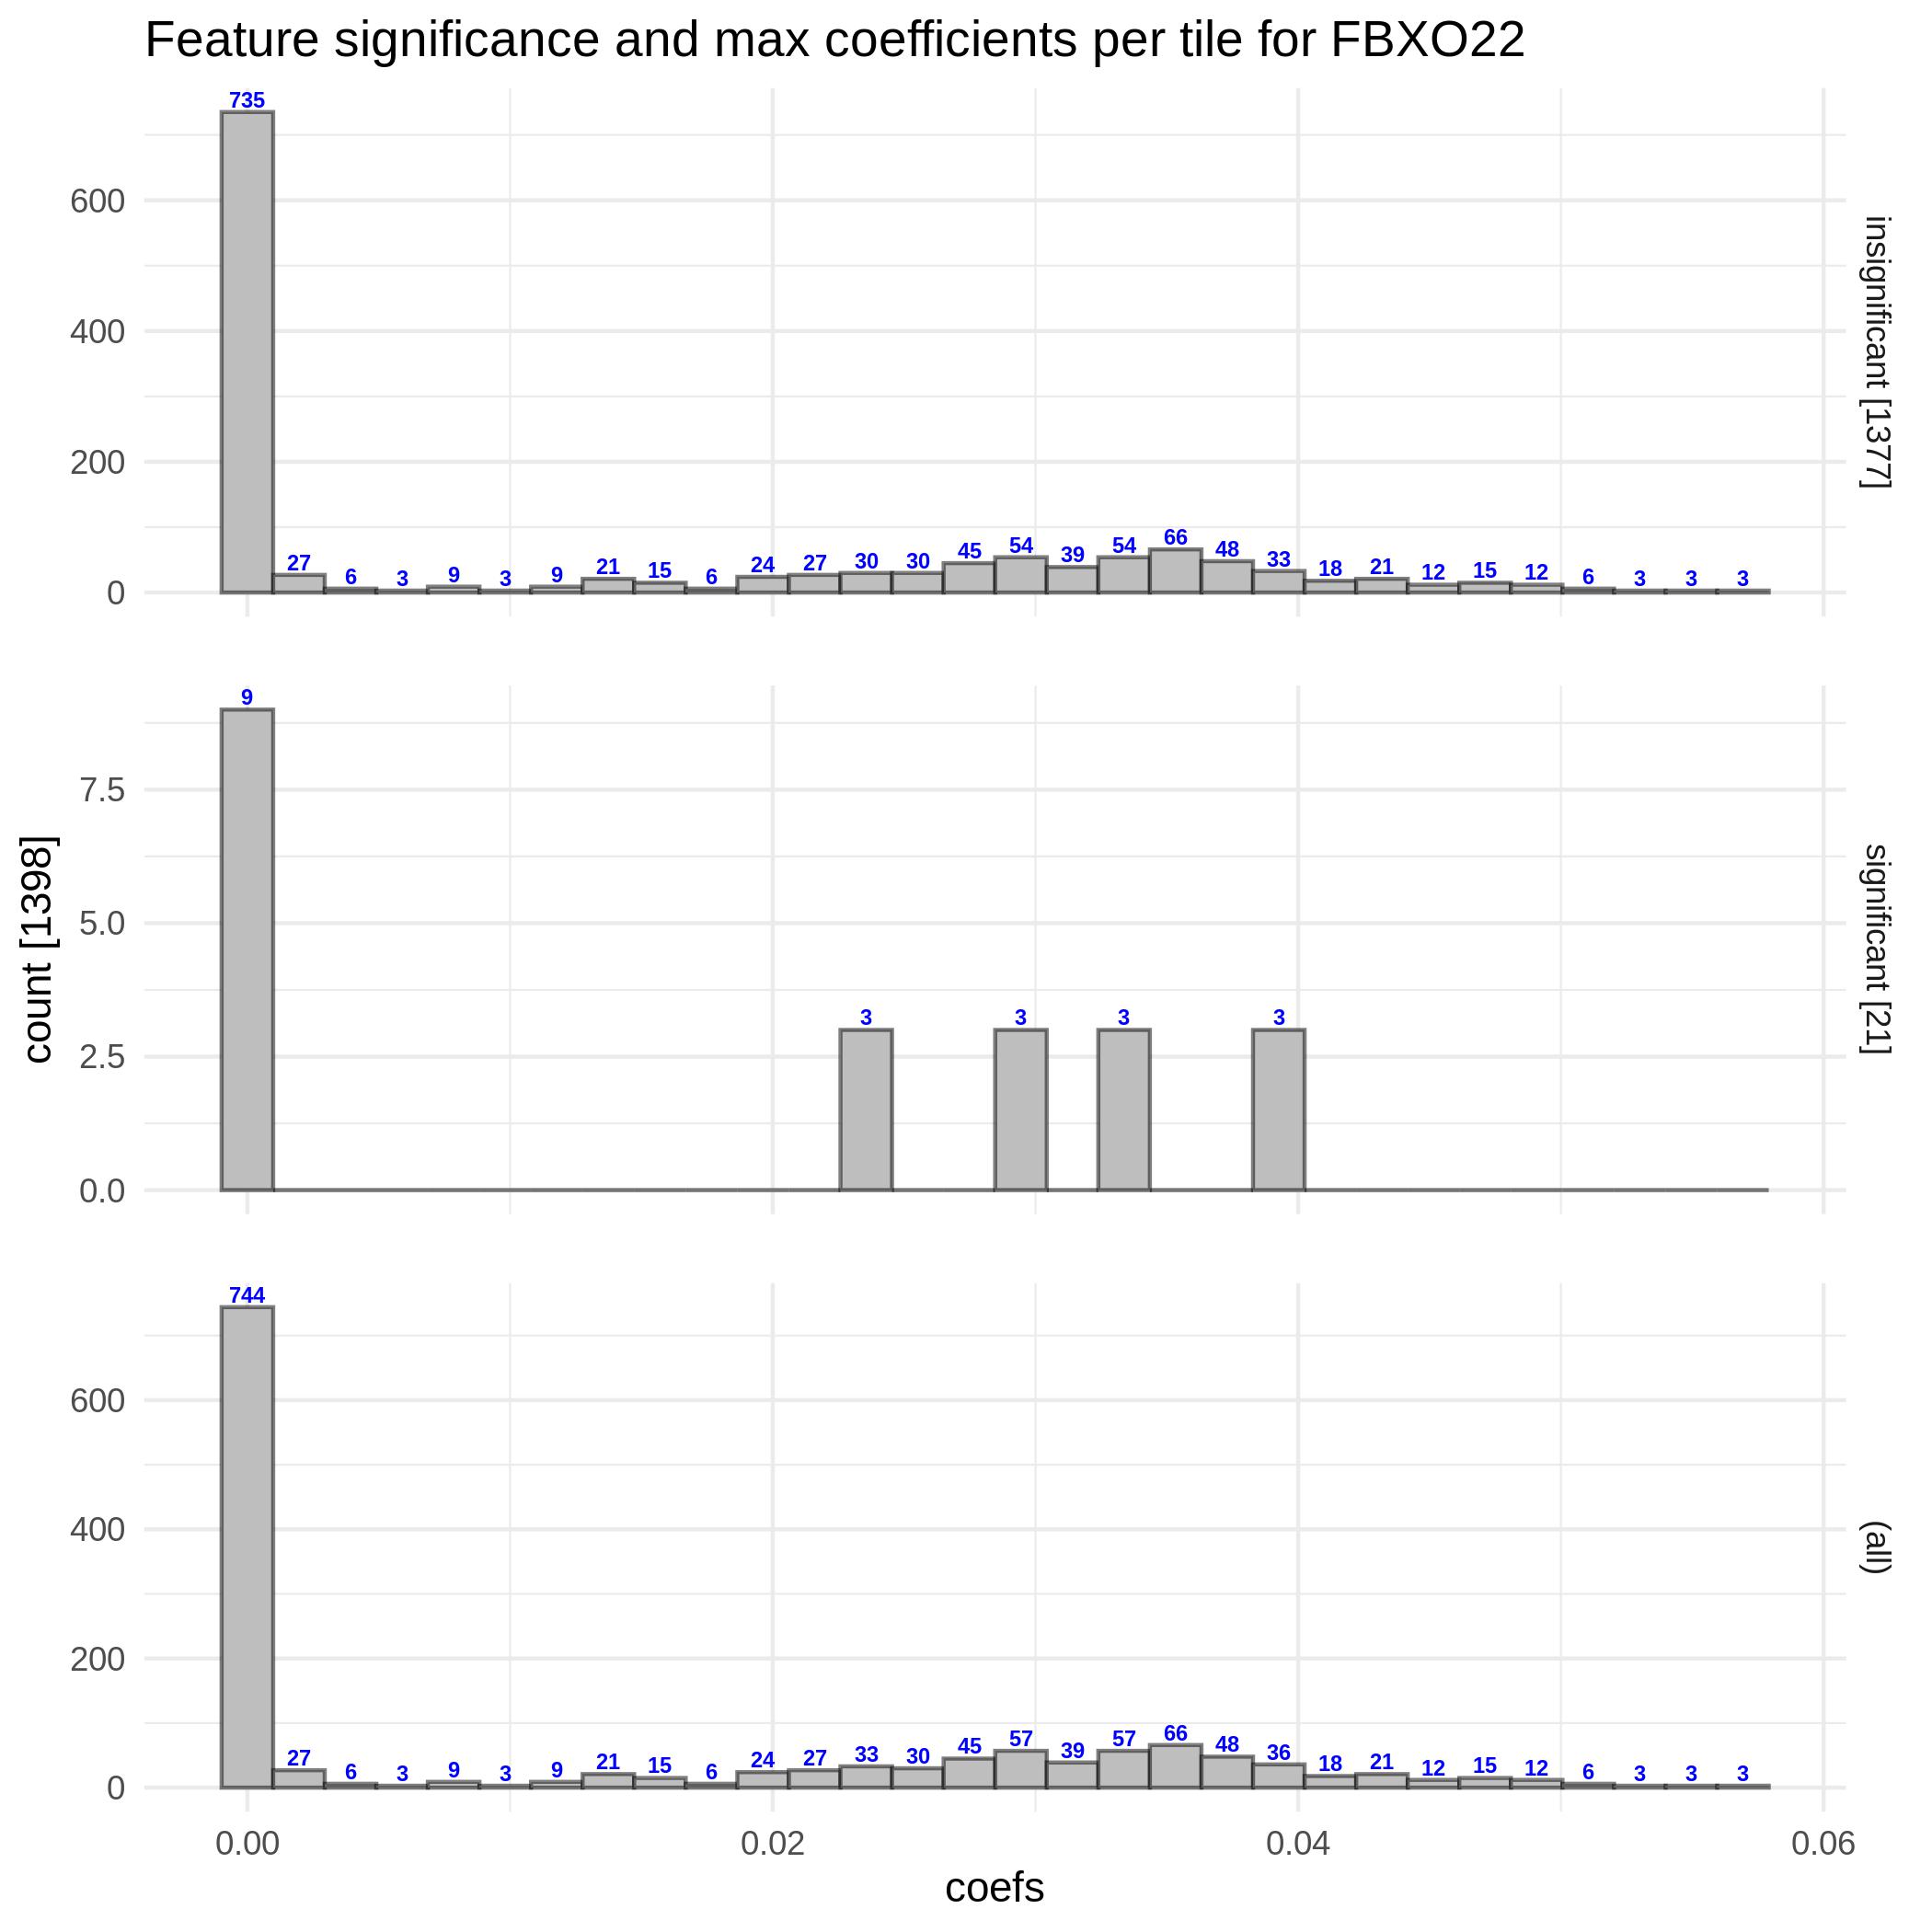 Feature significance and max coefficients per tile for FBXO22
735
600
400
200
0
27 6 3 9 3 9 21 15 6 24 27 30 30 45 54 39 54 66 48 33 18 21 12 15 12 6 3 3 3
insignificant [1377]
9
7.5
5.0
2.5
0.0
3 3 3 3
significant [21]
count [1398]
744
600
400
200
0
27 6 3 9 3 9 21 15 6 24 27 33 30 45 57 39 57 66 48 36 18 21 12 15 12 6 3 3 3
(all)
0.00 0.02 0.04 0.06
coefs